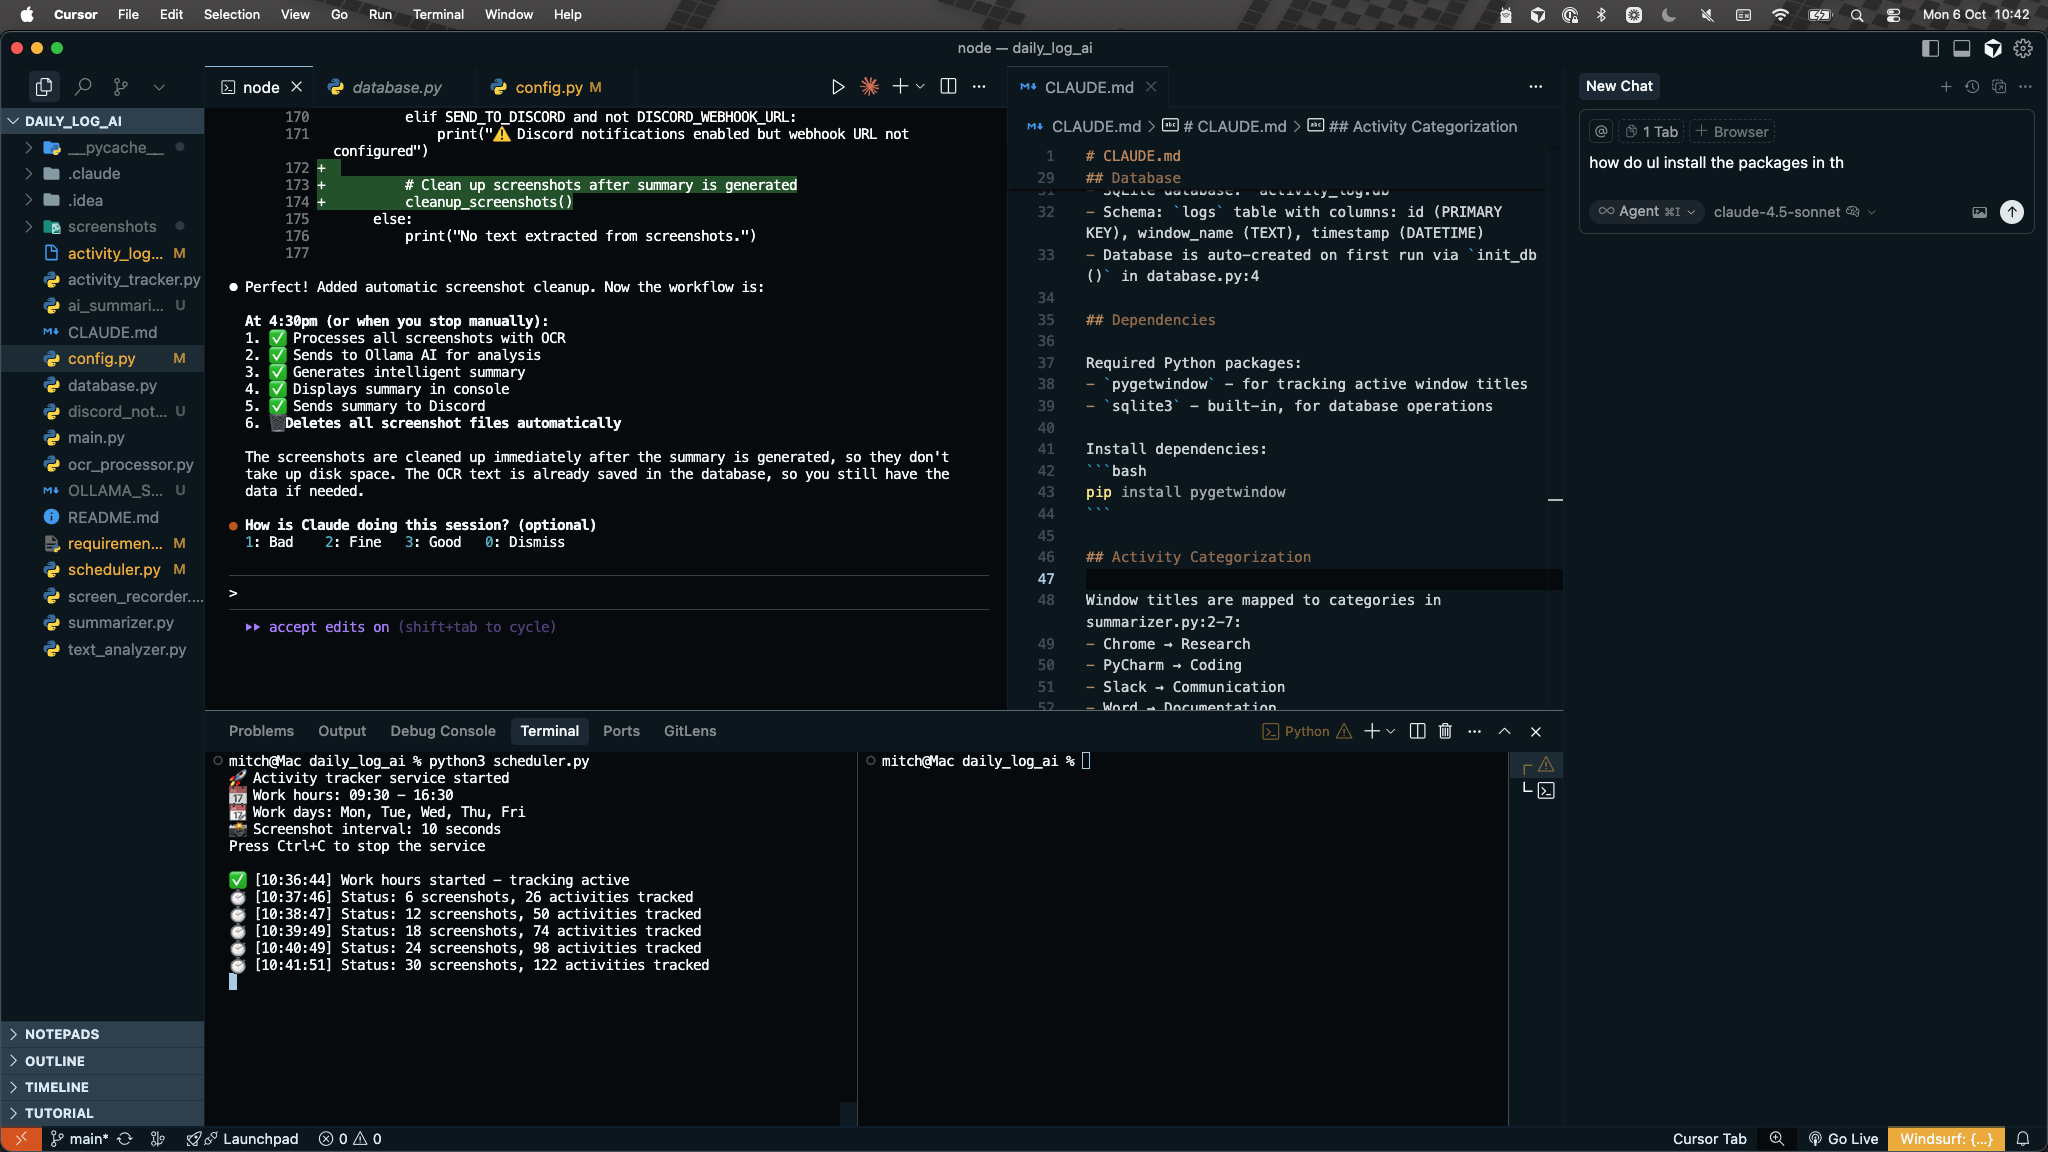 Cursor File Edit Selection View Go Run Terminal Window Help
Mon 6 Oct 10:42
node — daily_log_ai
DAILY_LOG_AI
__pycache__
.claude
.idea
screenshots
activity_log... M
activity_tracker.py
ai_summari... U
CLAUDE.md
config.py M
database.py
discord_not... U
main.py
ocr_processor.py
OLLAMA_S... U
README.md
requiremen... M
scheduler.py M
screen_recorder....
summarizer.py
text_analyzer.py
NOTEPADS
OUTLINE
TIMELINE
TUTORIAL
node
database.py
config.py M
170 elif SEND_TO_DISCORD and not DISCORD_WEBHOOK_URL:
171 print("⚠️ Discord notifications enabled but webhook URL not
configured")
172 +
173 + # Clean up screenshots after summary is generated
174 + cleanup_screenshots()
175 else:
176 print("No text extracted from screenshots.")
177
● Perfect! Added automatic screenshot cleanup. Now the workflow is:
At 4:30pm (or when you stop manually):
1. ✅ Processes all screenshots with OCR
2. ✅ Sends to Ollama AI for analysis
3. ✅ Generates intelligent summary
4. ✅ Displays summary in console
5. ✅ Sends summary to Discord
6. 🗑️Deletes all screenshot files automatically
The screenshots are cleaned up immediately after the summary is generated, so they don't
take up disk space. The OCR text is already saved in the database, so you still have the
data if needed.
● How is Claude doing this session? (optional)
1: Bad 2: Fine 3: Good 0: Dismiss
>
⏵⏵ accept edits on (shift+tab to cycle)
CLAUDE.md
CLAUDE.md > # CLAUDE.md > ## Activity Categorization
1 # CLAUDE.md
29 ## Database
31 - SQLite database: `activity_log.db`
32 - Schema: `logs` table with columns: id (PRIMARY
KEY), window_name (TEXT), timestamp (DATETIME)
33 - Database is auto-created on first run via `init_db
()` in database.py:4
34
35 ## Dependencies
36
37 Required Python packages:
38 - `pygetwindow` - for tracking active window titles
39 - `sqlite3` - built-in, for database operations
40
41 Install dependencies:
42 ```bash
43 pip install pygetwindow
44 ```
45
46 ## Activity Categorization
47
48 Window titles are mapped to categories in
summarizer.py:2-7:
49 - Chrome → Research
50 - PyCharm → Coding
51 - Slack → Communication
52 - Word → Documentation
New Chat
@ 1 Tab + Browser
how do uI install the packages in th
∞ Agent ⌘I claude-4.5-sonnet
Problems Output Debug Console Terminal Ports GitLens
Python
mitch@Mac daily_log_ai % python3 scheduler.py
🚀 Activity tracker service started
📅 Work hours: 09:30 - 16:30
📆 Work days: Mon, Tue, Wed, Thu, Fri
📸 Screenshot interval: 10 seconds
Press Ctrl+C to stop the service
✅ [10:36:44] Work hours started - tracking active
⏱️ [10:37:46] Status: 6 screenshots, 26 activities tracked
⏱️ [10:38:47] Status: 12 screenshots, 50 activities tracked
⏱️ [10:39:49] Status: 18 screenshots, 74 activities tracked
⏱️ [10:40:49] Status: 24 screenshots, 98 activities tracked
⏱️ [10:41:51] Status: 30 screenshots, 122 activities tracked
mitch@Mac daily_log_ai %
main* Launchpad 0 0
Cursor Tab Go Live Windsurf: {...}